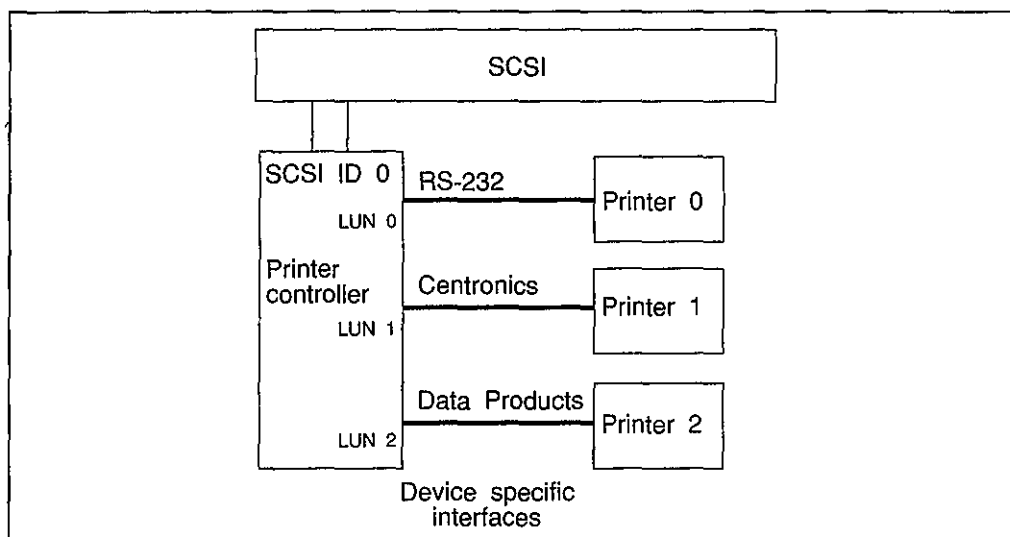 SCSI
SCSI ID 0
RS-232
Printer 0
LUN 0
Printer
controller
Centronics
Printer 1
LUN 1
Data Products
Printer 2
LUN 2
Device specific
interfaces